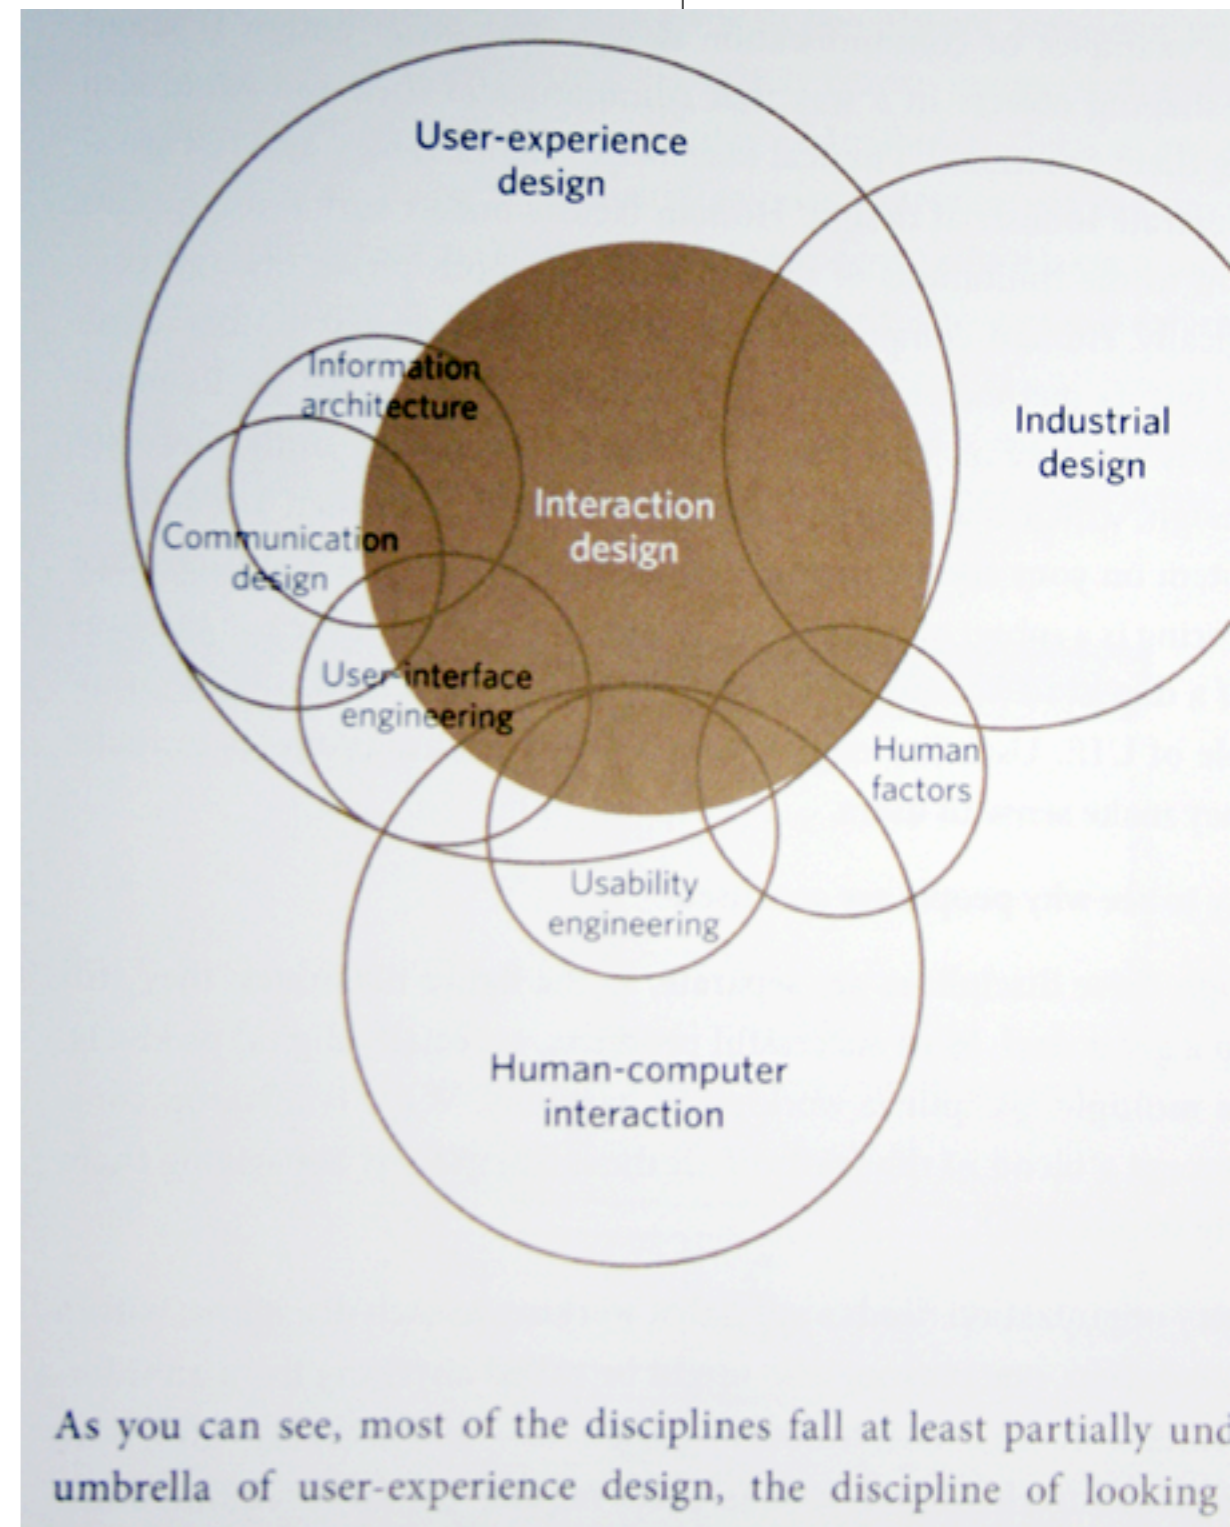 User-experience
design
Information
architecture
Industrial
design
Interaction
design
Communication
design
User-interface
engineering
Human
factors
Usability
engineering
Human-computer
interaction
As you can see, most of the disciplines fall at least partially
umbrella of user-experience design, the discipline of looking